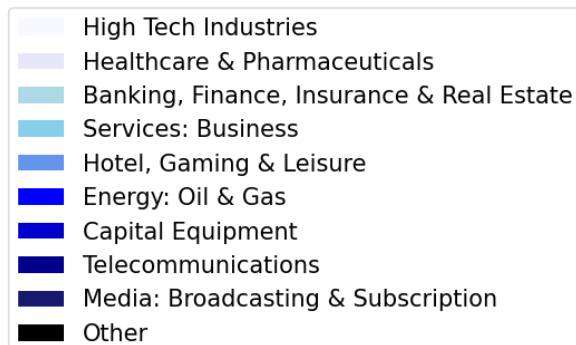 High Tech Industries
Healthcare & Pharmaceuticals
Banking, Finance, Insurance & Real Estate
Services: Business
Hotel, Gaming & Leisure
Energy: Oil & Gas
Capital Equipment
Telecommunications
Media: Broadcasting & Subscription
Other